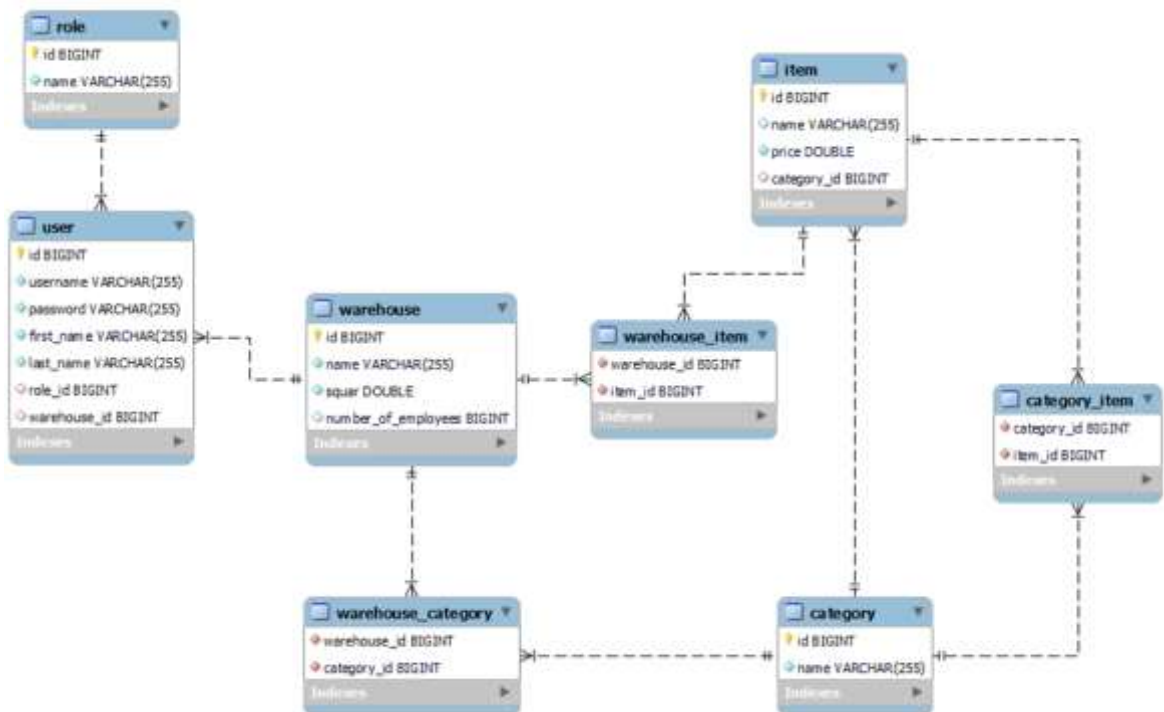 role
id BIGINT
name VARCHAR(255)
Indexes
item
id BIGINT
name VARCHAR(255)
price DOUBLE
category_id BIGINT
Indexes
user
id BIGINT
username VARCHAR(255)
password VARCHAR(255)
first_name VARCHAR(255)
last_name VARCHAR(255)
role_id BIGINT
warehouse_id BIGINT
Indexes
warehouse
id BIGINT
name VARCHAR(255)
squar DOUBLE
number_of_employees BIGINT
Indexes
warehouse_item
warehouse_id BIGINT
item_id BIGINT
Indexes
category_item
category_id BIGINT
item_id BIGINT
Indexes
warehouse_category
warehouse_id BIGINT
category_id BIGINT
Indexes
category
id BIGINT
name VARCHAR(255)
Indexes